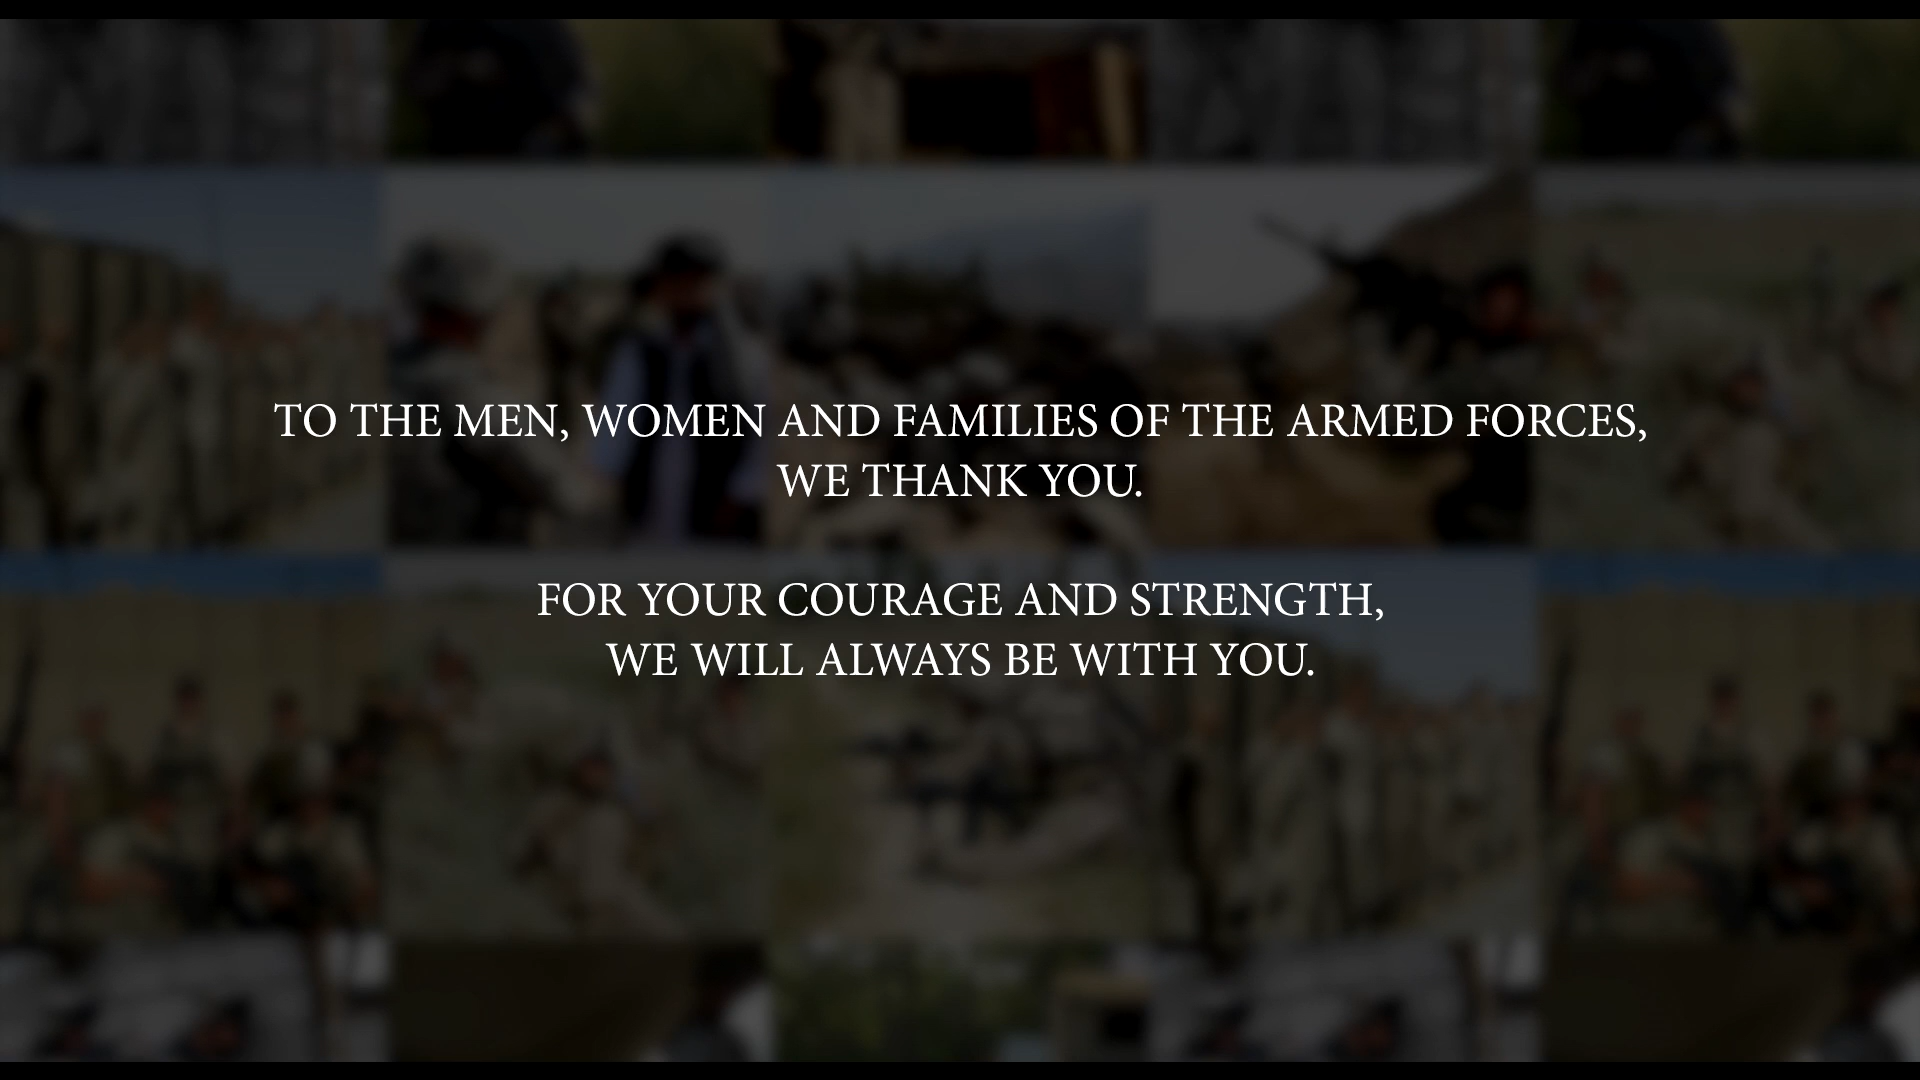 TO THE MEN, WOMEN AND FAMILIES OF THE ARMED FORCES,
WE THANK YOU.
FOR YOUR COURAGE AND STRENGTH,
WE WILL ALWAYS BE WITH YOU.